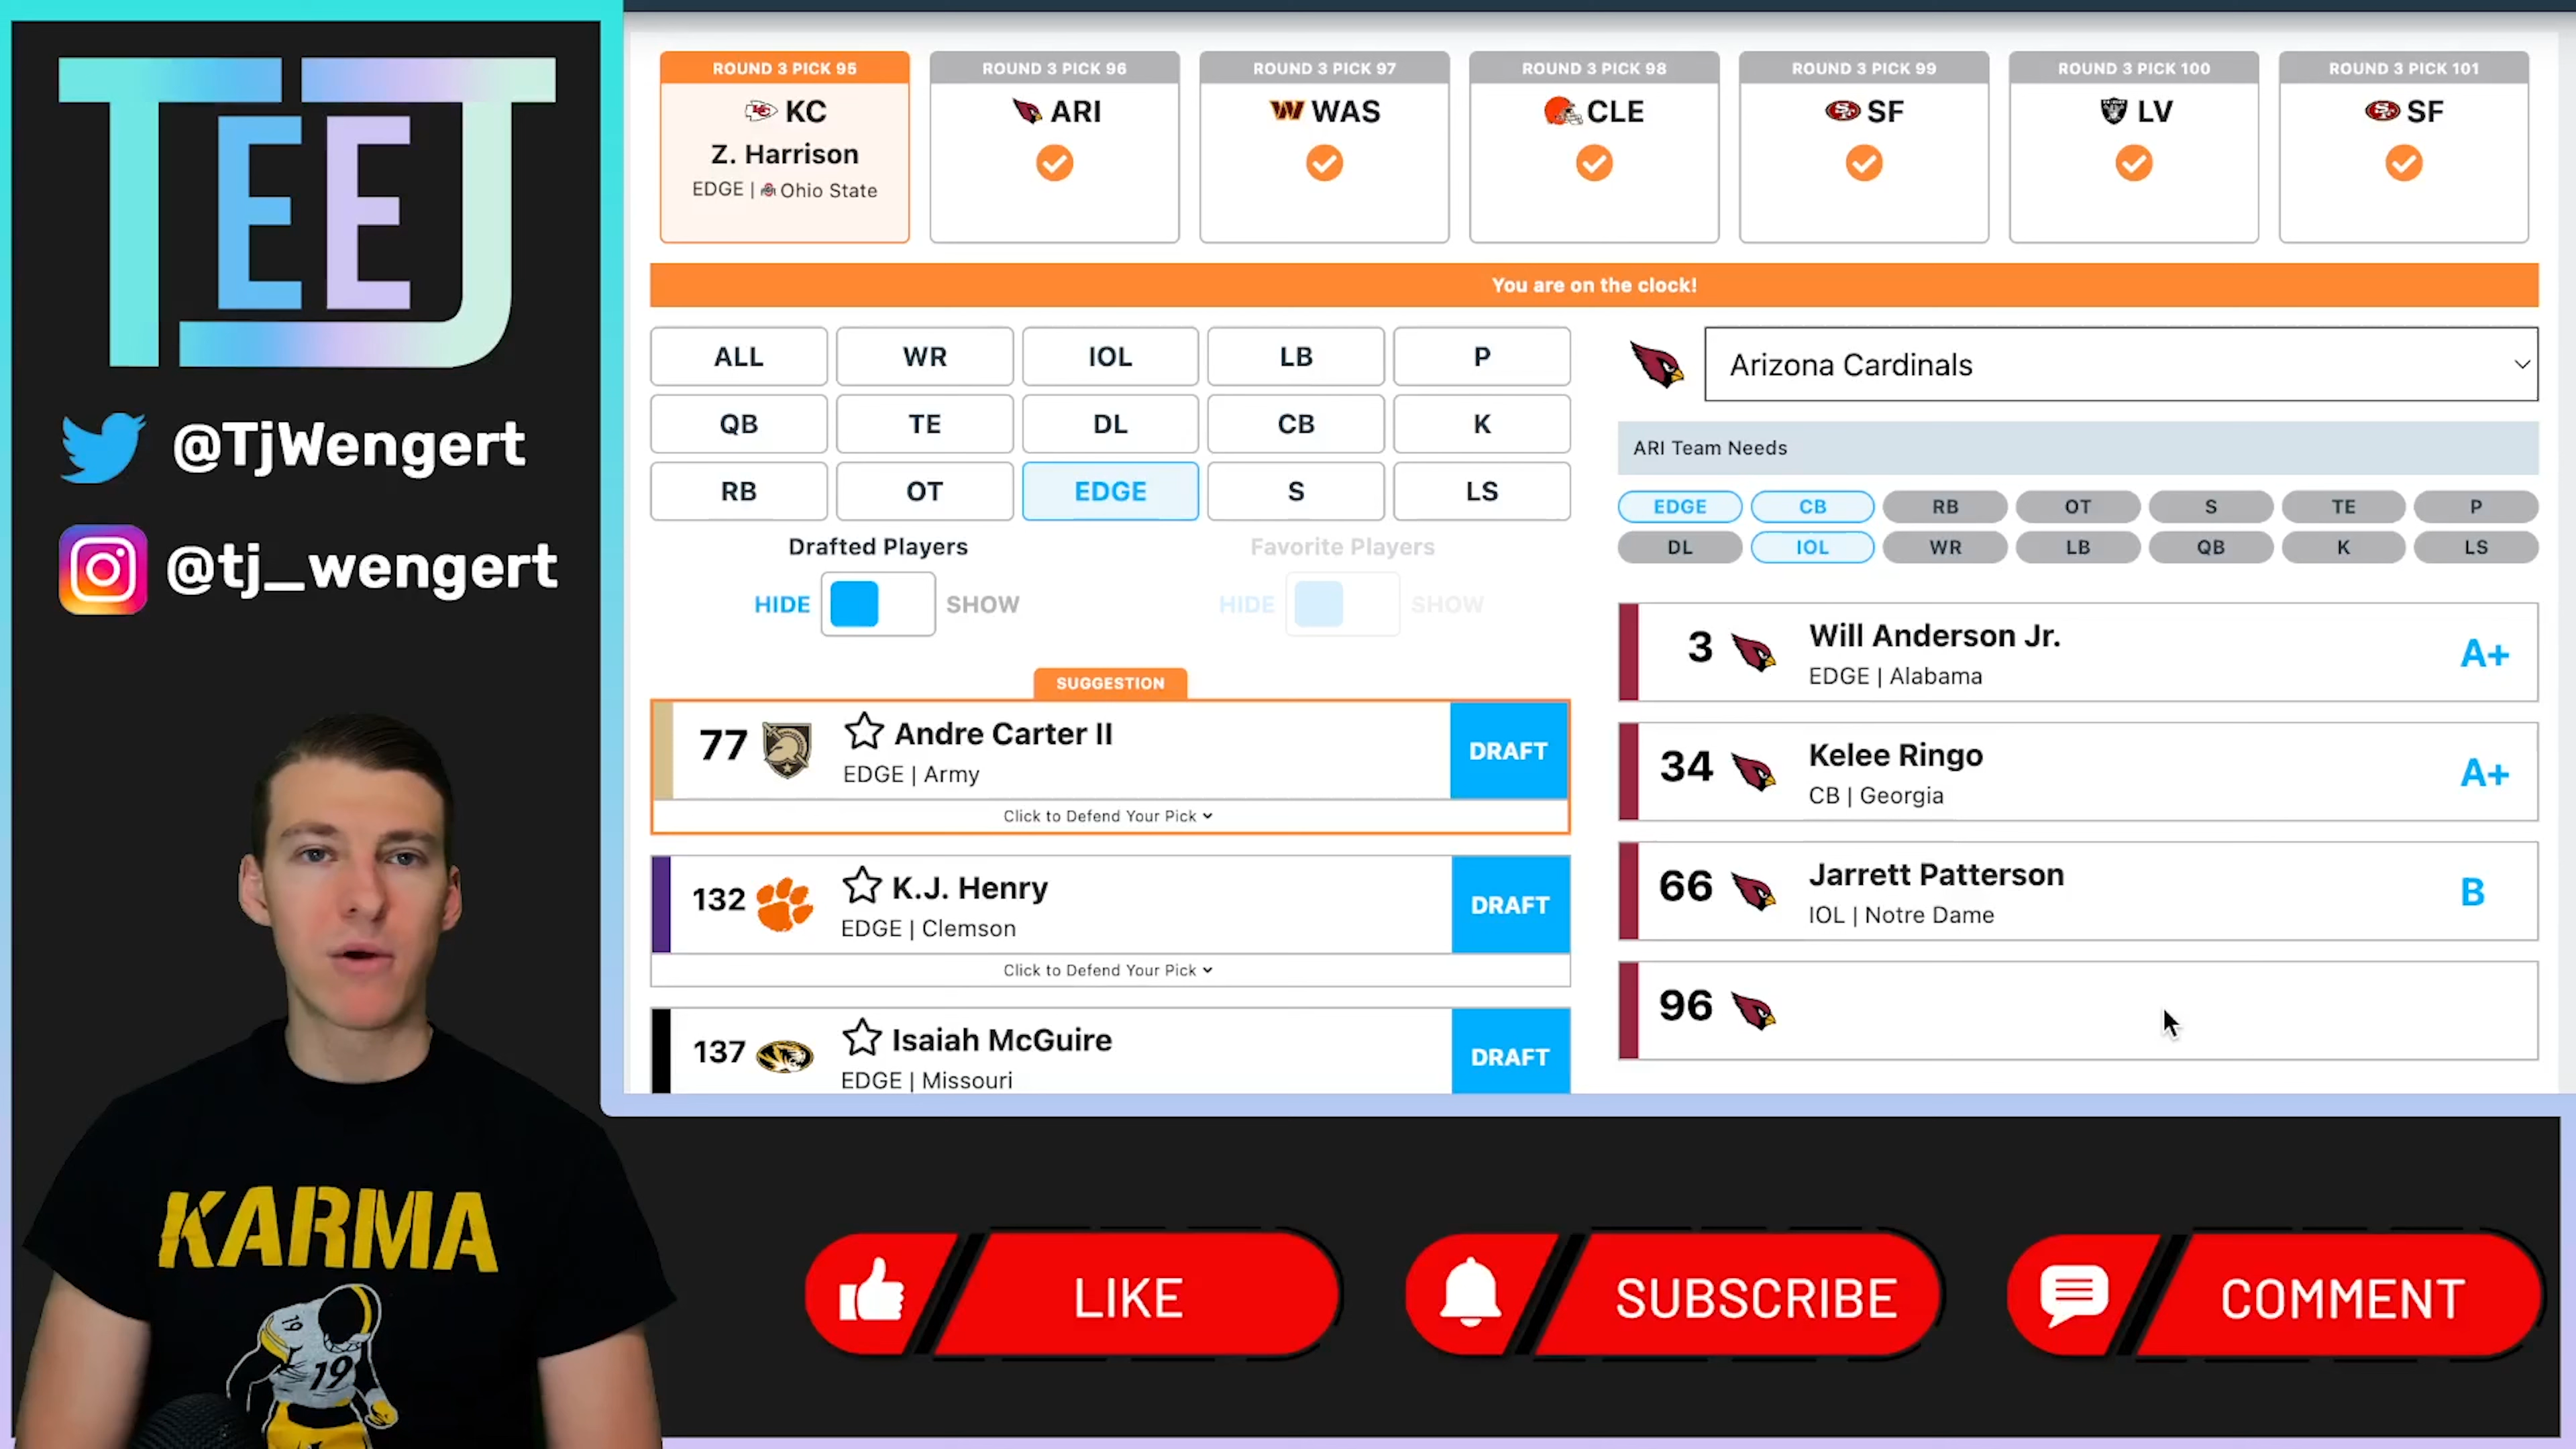 TEEJ
@TjWengert
@tj_wengert
KARMA
19
19
ROUND 3 PICK 95
KC
Z. Harrison
EDGE | Ohio State
ROUND 3 PICK 96
ARI
ROUND 3 PICK 97
WAS
ROUND 3 PICK 98
CLE
ROUND 3 PICK 99
SF
ROUND 3 PICK 100
LV
ROUND 3 PICK 101
SF
You are on the clock!
ALL WR IOL LB P
QB TE DL CB K
RB OT EDGE S LS
Drafted Players
HIDE SHOW
Favorite Players
HIDE SHOW
SUGGESTION
77 Andre Carter II
EDGE | Army
DRAFT
Click to Defend Your Pick
132 K.J. Henry
EDGE | Clemson
DRAFT
Click to Defend Your Pick
137 Isaiah McGuire
EDGE | Missouri
DRAFT
Arizona Cardinals
ARI Team Needs
EDGE CB RB OT S TE P
DL IOL WR LB QB K LS
3 Will Anderson Jr. A+
EDGE | Alabama
34 Kelee Ringo A+
CB | Georgia
66 Jarrett Patterson B
IOL | Notre Dame
96
LIKE
SUBSCRIBE
COMMENT